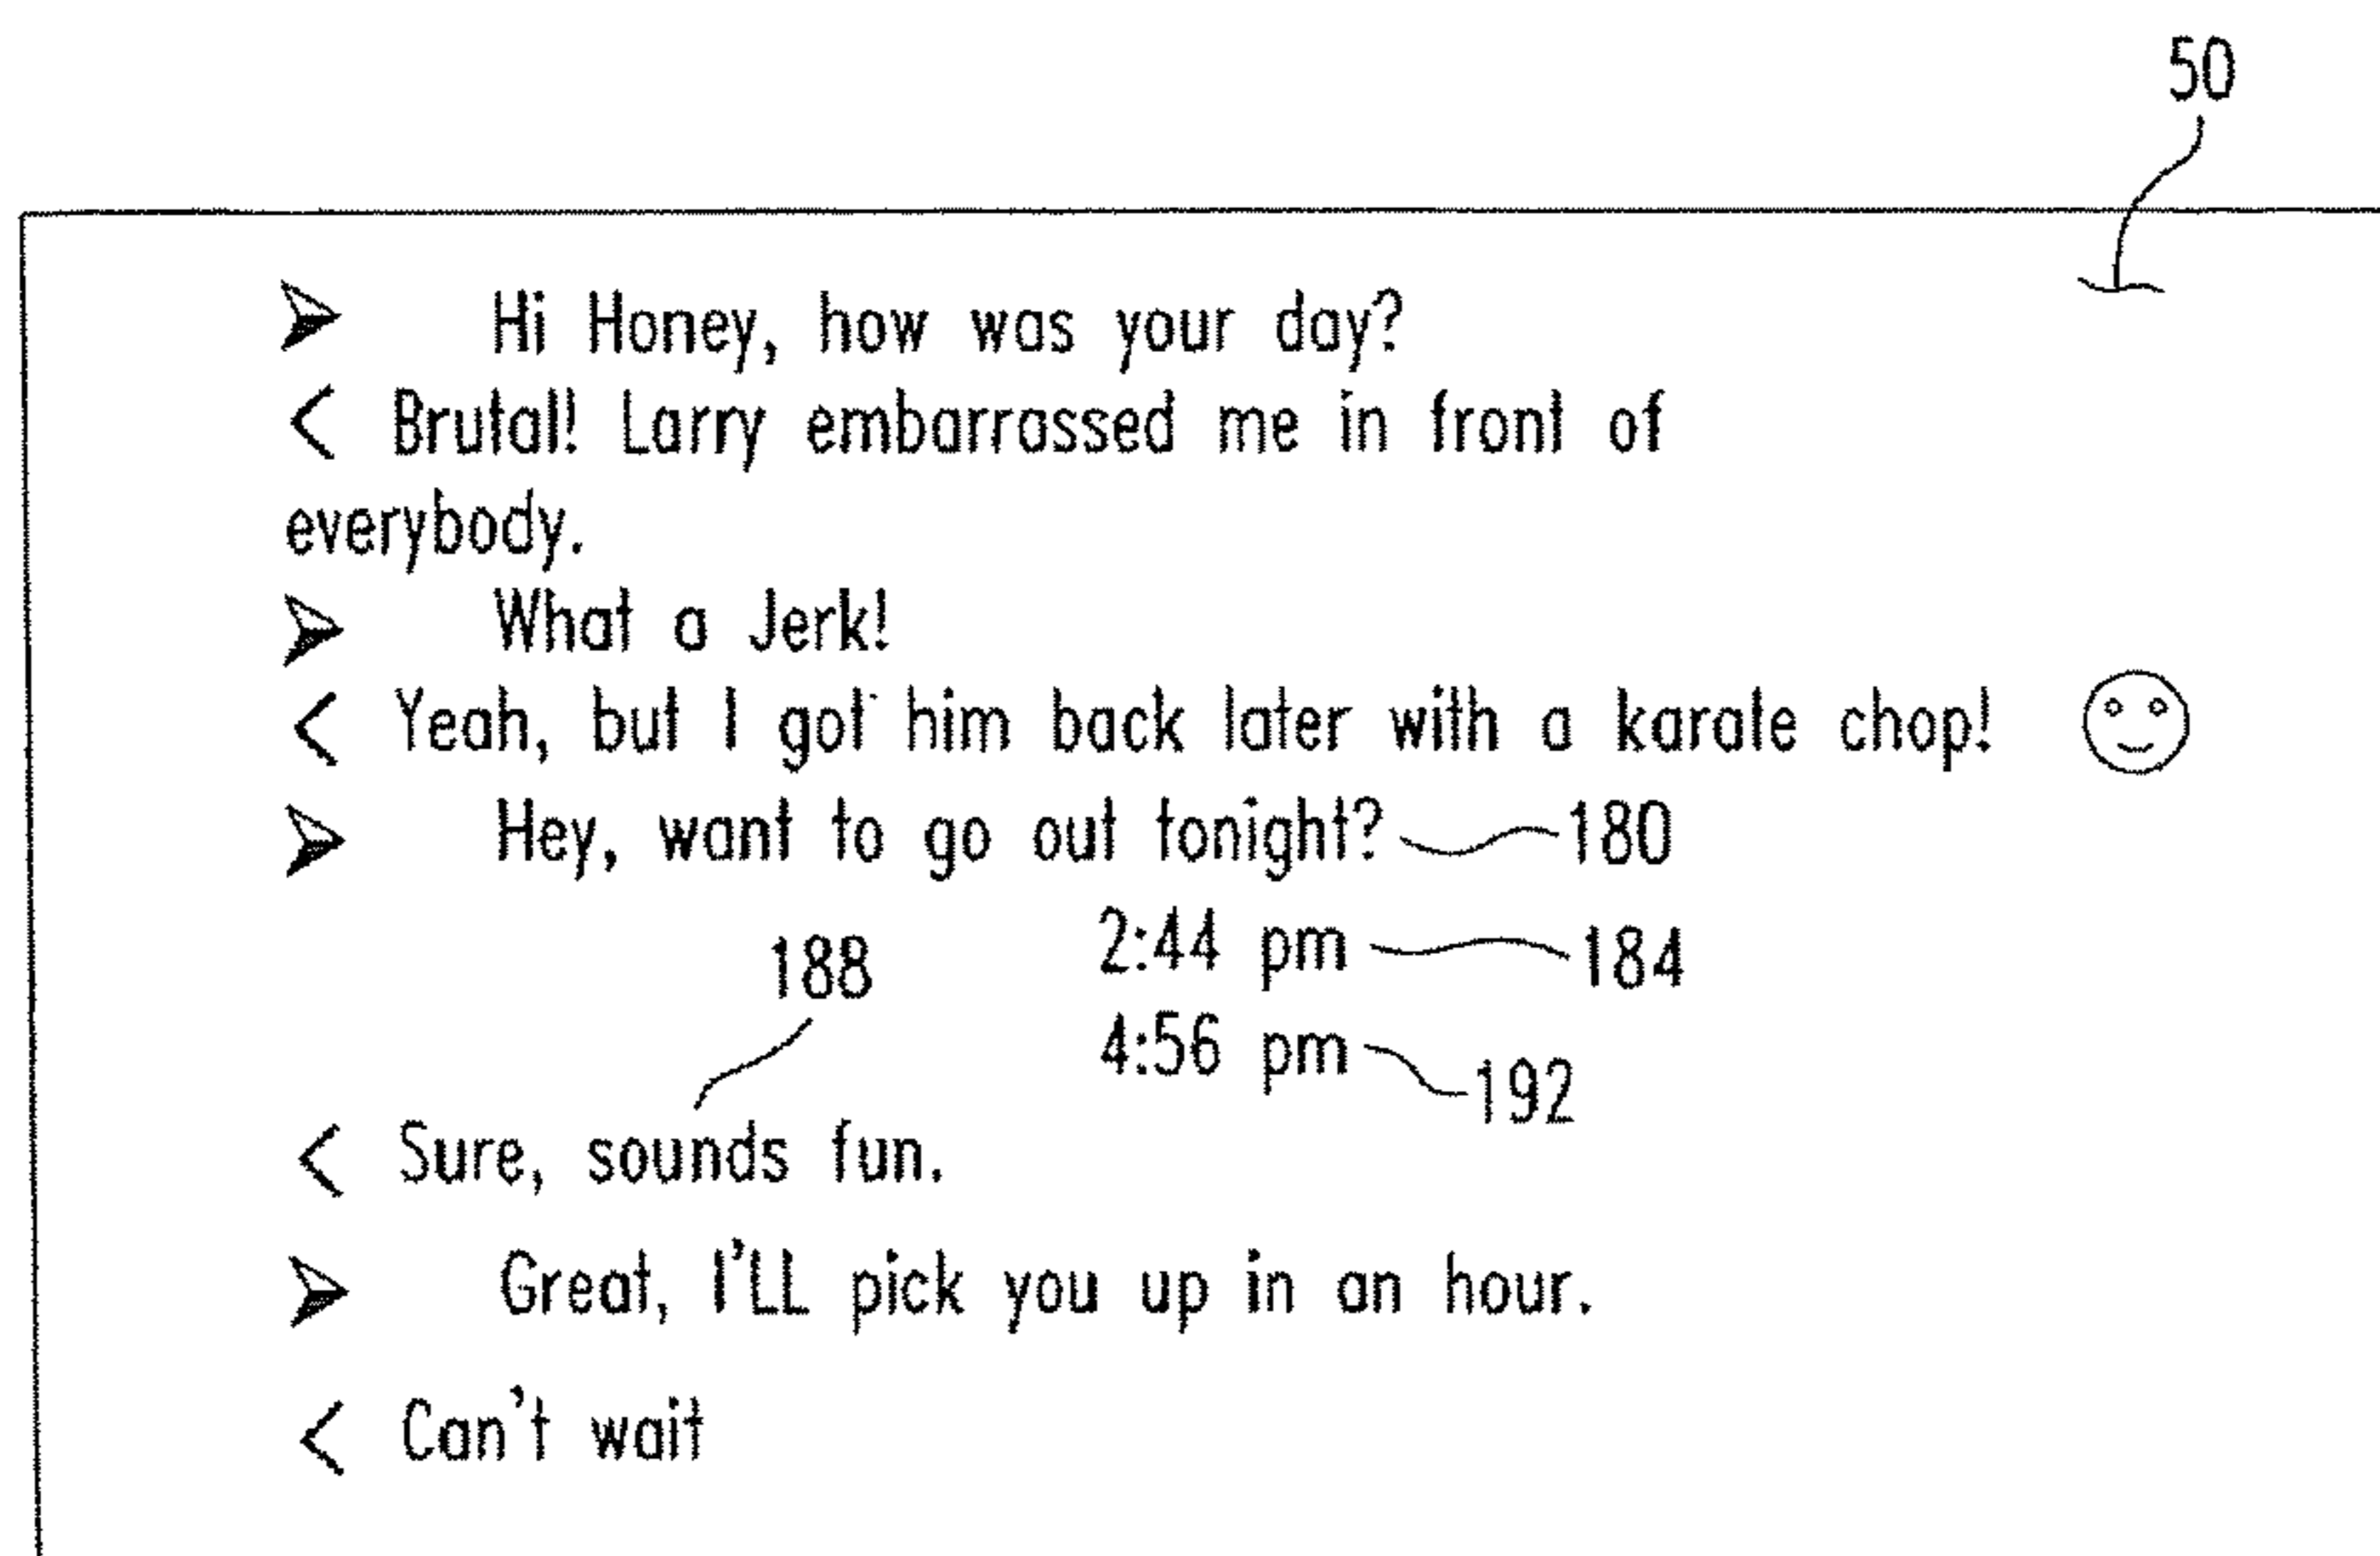 50
➢ Hi Honey, how was your day?
< Brutal! Larry embarrassed me in front of
everybody.
➢ What a Jerk!
< Yeah, but I got him back later with a karate chop!
➢ Hey, want to go out tonight? 180
2:44 pm 184
188
4:56 pm 192
< Sure, sounds fun.
➢ Great, I'LL pick you up in an hour.
< Can't wait